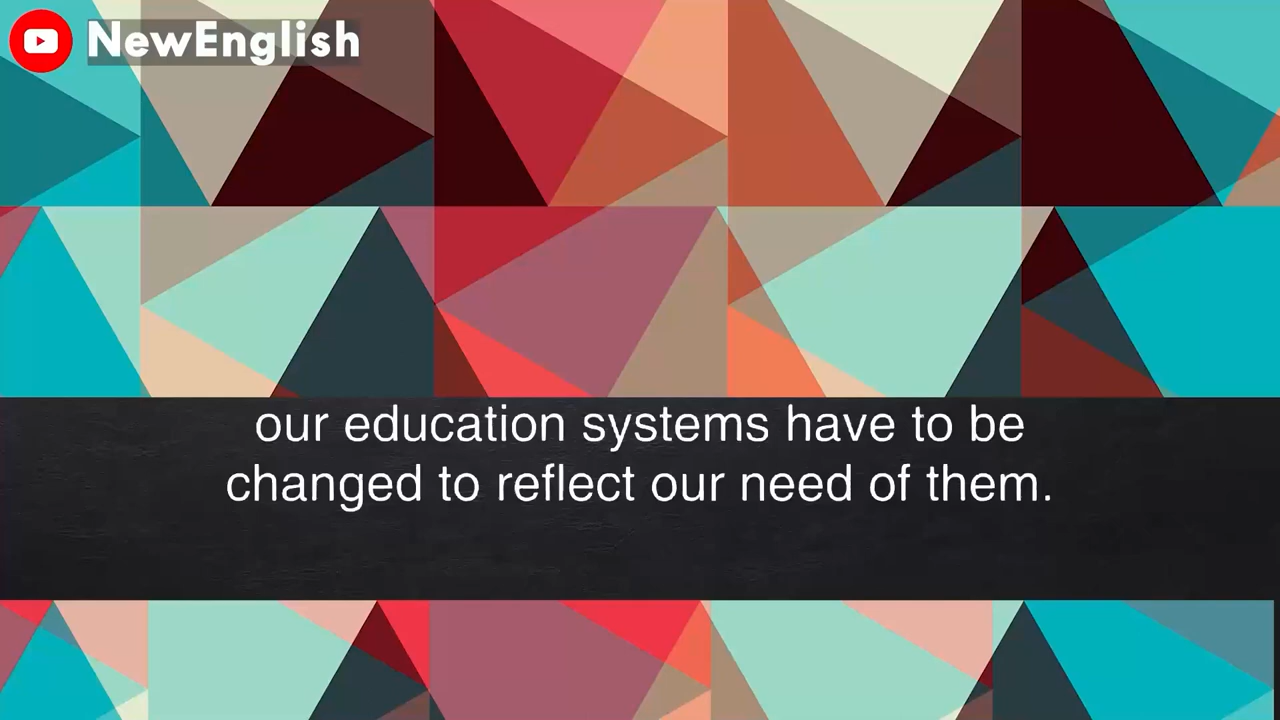 NewEnglish
our education systems have to be
changed to reflect our need of them.